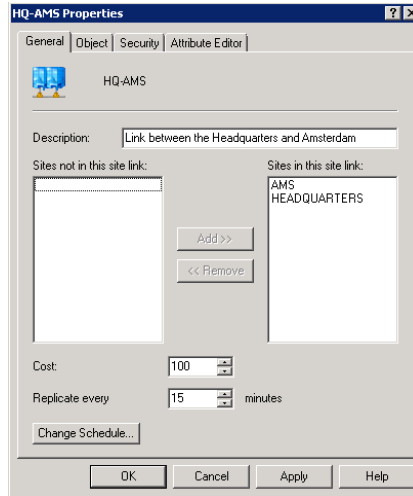 HQ-AMS Properties
General Object Security Attribute Editor
HQ-AMS
Description: Link between the Headquarters and Amsterdam
Sites not in this site link: Sites in this site link:
AMS
HEADQUARTERS
Add >>
<< Remove
Cost: 100
Replicate every 15 minutes
Change Schedule...
OK Cancel Apply Help